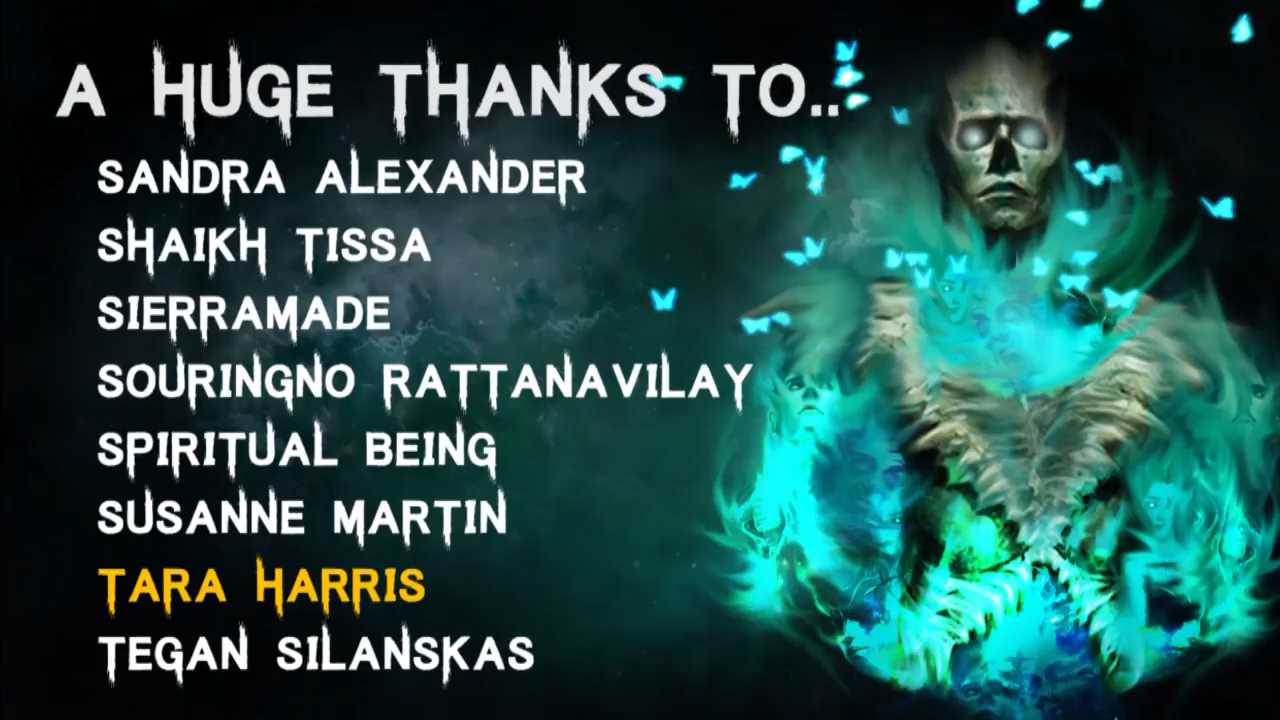 A HUGE THANKS TO..
SANDRA ALEXANDER
SHAIKH TISSA
SIERRAMADE
SOURINGNO RATTANAVILAY
SPIRITUAL BEING
SUSANNE MARTIN
TARA HARRIS
TEGAN SILANSKAS